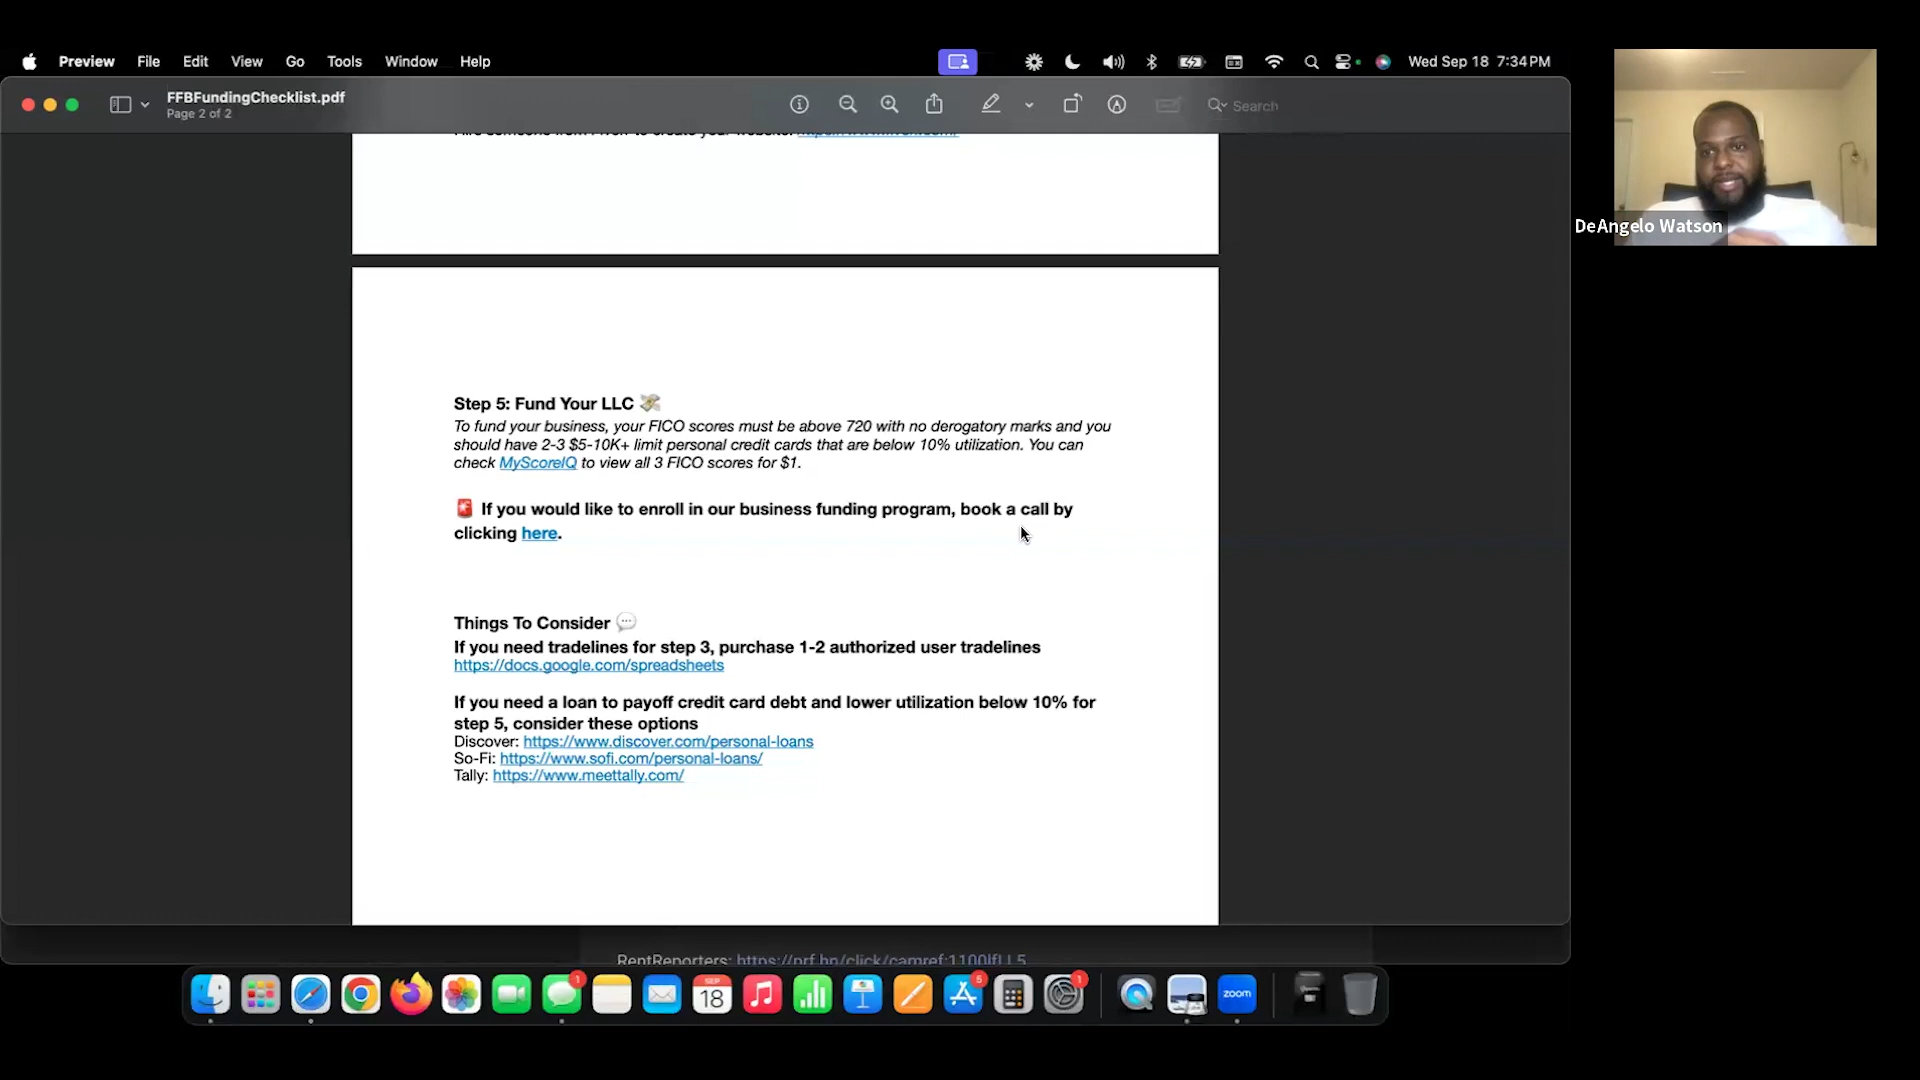 Preview File Edit View Go Tools Window Help Wed Sep 18 7:34 PM
FFBFundingChecklist.pdf
Page 2 of 2
Search
DeAngelo Watson
Step 5: Fund Your LLC 💸
To fund your business, your FICO scores must be above 720 with no derogatory marks and you
should have 2-3 $5-10K+ limit personal credit cards that are below 10% utilization. You can
check MyScoreIQ to view all 3 FICO scores for $1.
🚨 If you would like to enroll in our business funding program, book a call by
clicking here.
Things To Consider 💬
If you need tradelines for step 3, purchase 1-2 authorized user tradelines
https://docs.google.com/spreadsheets
If you need a loan to payoff credit card debt and lower utilization below 10% for
step 5, consider these options
Discover: https://www.discover.com/personal-loans
So-Fi: https://www.sofi.com/personal-loans/
Tally: https://www.meettally.com/
RentReporters:
1
SEP
18
5
1
zoom